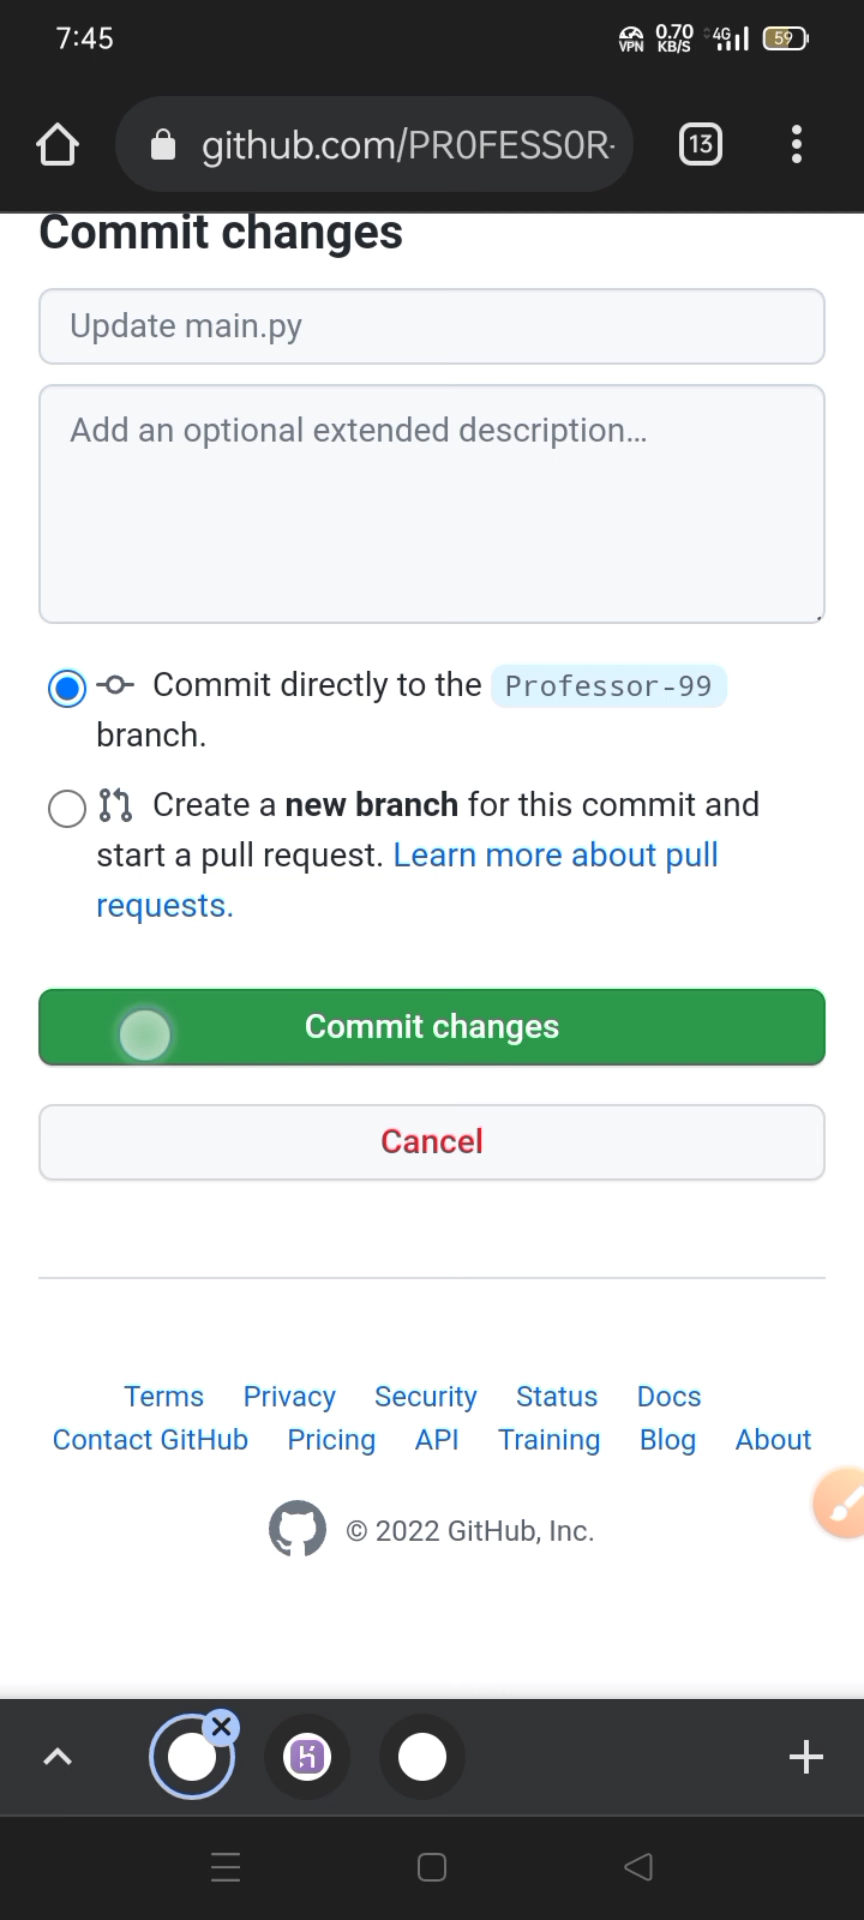 7:45
VPN 0.70 KB/S 4G 59
github.com/PR0FESS0R- 13
Commit changes
Update main.py
Add an optional extended description...
Commit directly to the Professor-99
branch.
Create a new branch for this commit and
start a pull request. Learn more about pull
requests.
Commit changes
Cancel
Terms Privacy Security Status Docs
Contact GitHub Pricing API Training Blog About
© 2022 GitHub, Inc.